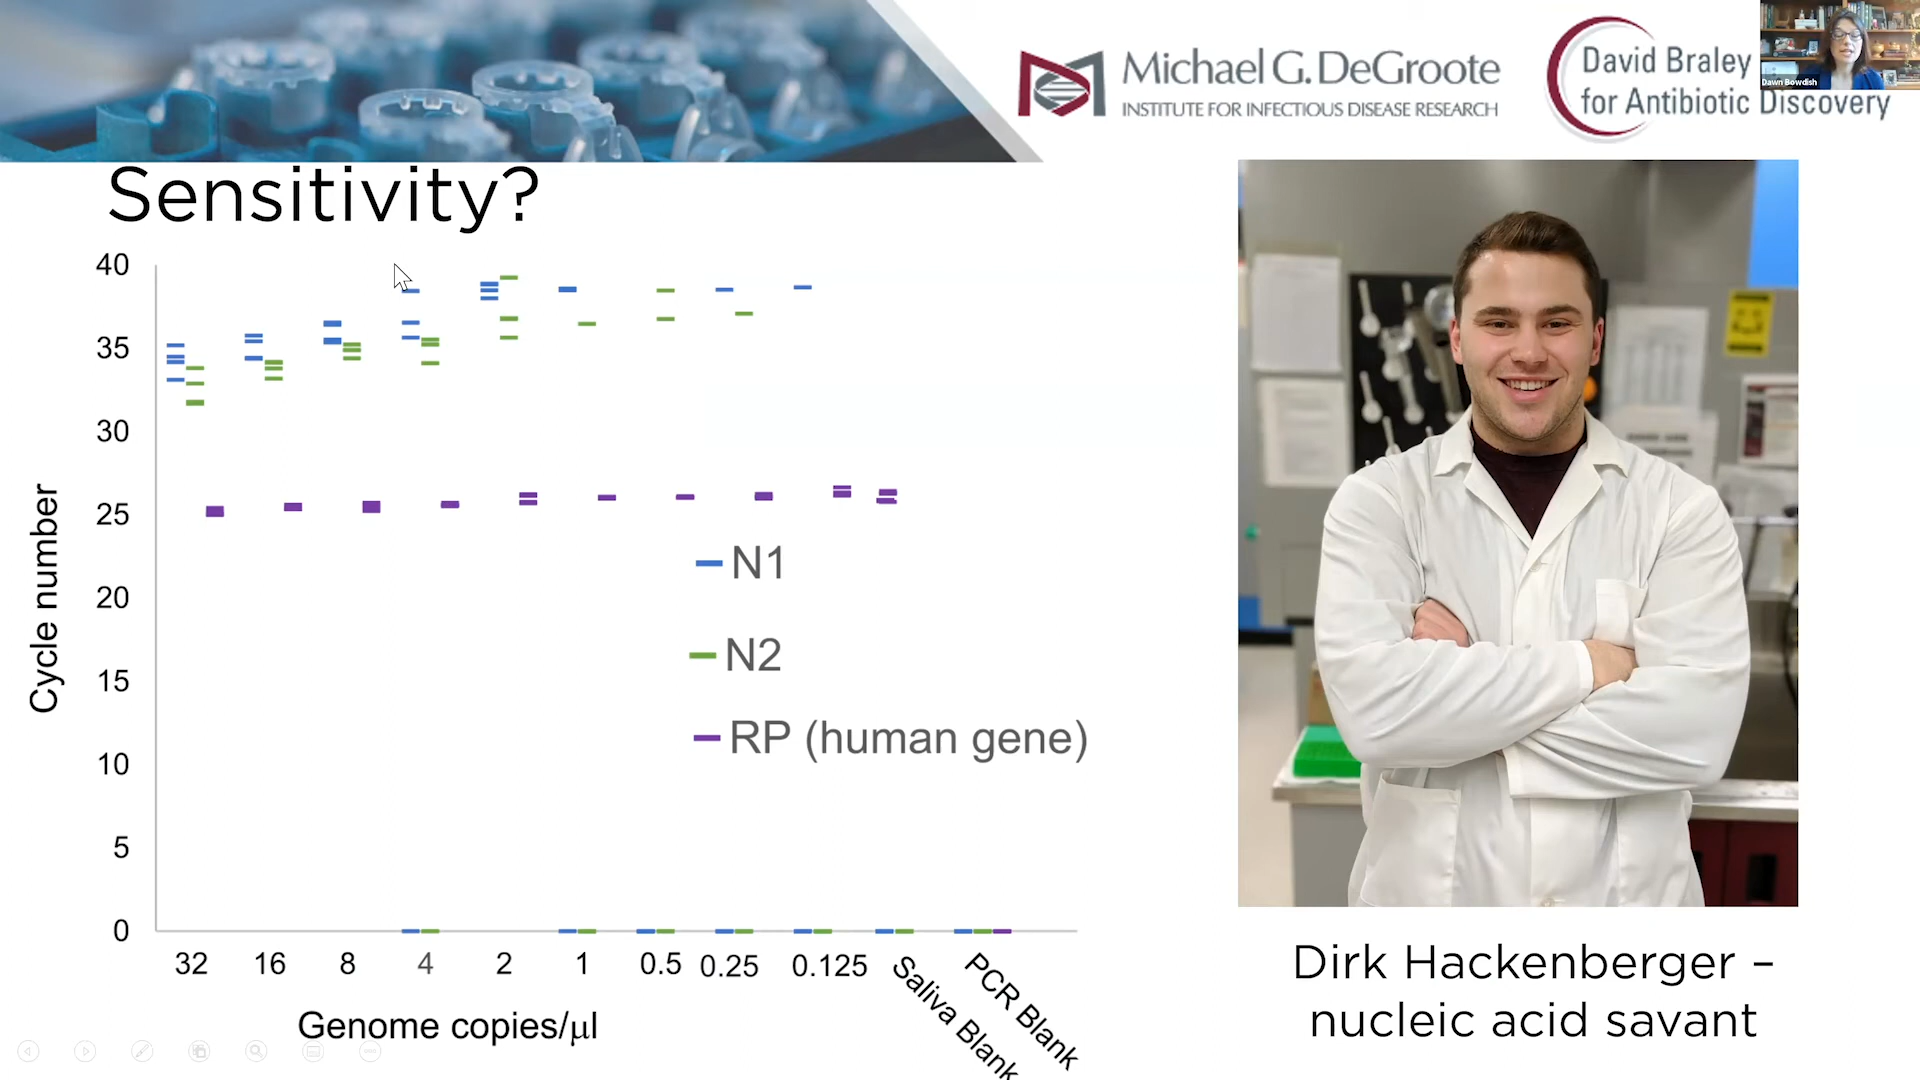 Michael G. DeGroote
INSTITUTE FOR INFECTIOUS DISEASE RESEARCH
David Braley
for Antibiotic Discovery
Dawn Bowdish
Sensitivity?
40
35
30
25
20
15
10
5
0
Cycle number
N1
N2
RP (human gene)
32 16 8 4 2 1 0.5 0.25 0.125 Saliva Blank PCR Blank
Genome copies/µl
Dirk Hackenberger –
nucleic acid savant